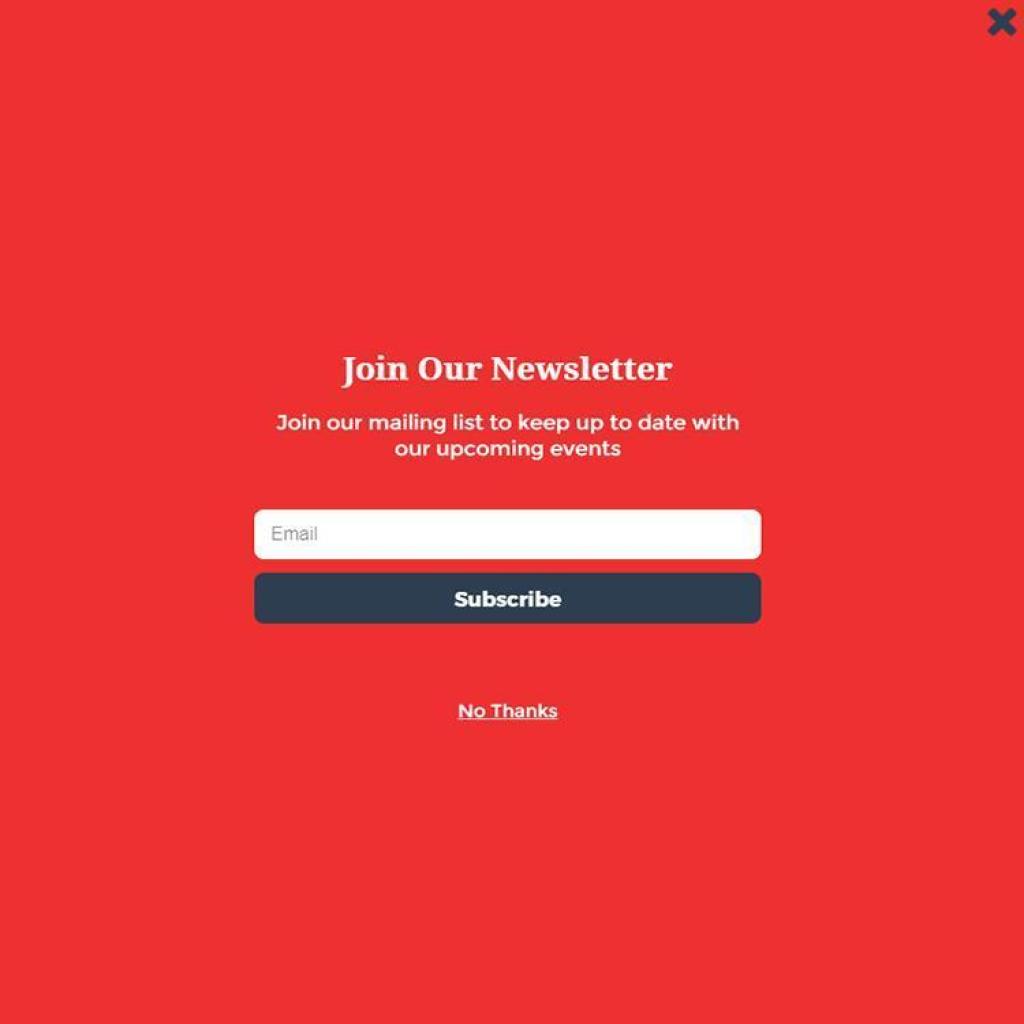 Join Our Newsletter
Join our mailing list to keep up to date with
our upcoming events
Email
Subscribe
No Thanks